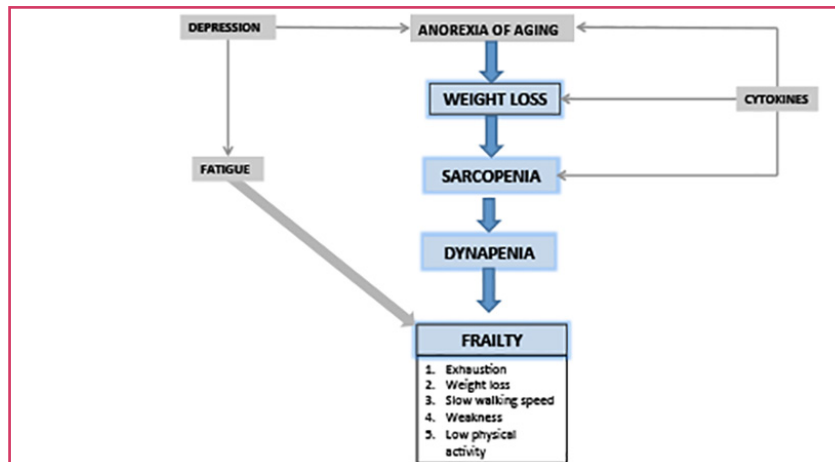 DEPRESSION
ANOREXIA OF AGING
WEIGHT LOSS
CYTOKINES
FATIGUE
SARCOPENIA
DYNAPENIA
FRAILTY
1. Exhaustion
2. Weight loss
3. Slow walking speed
4. Weakness
5. Low physical
activity